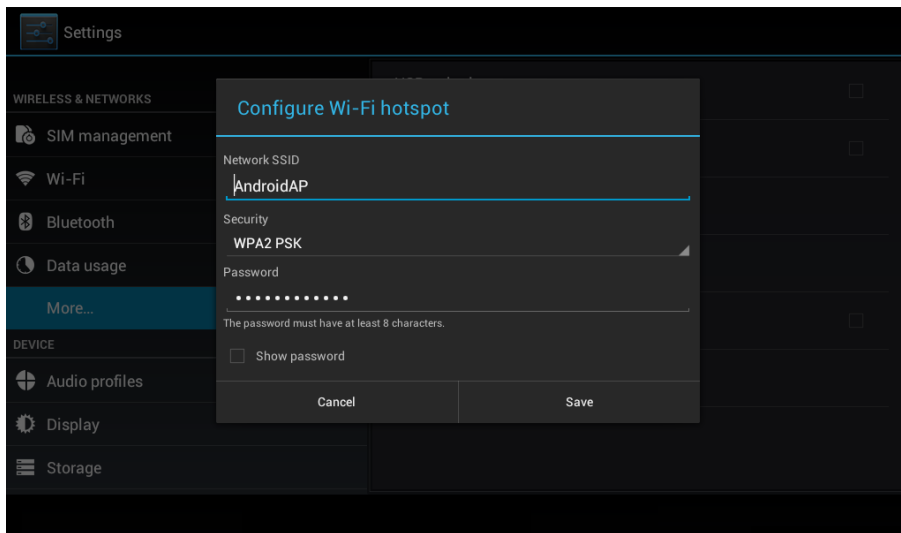 Settings
WIRELESS & NETWORKS
SIM management
Wi-Fi
Bluetooth
Data usage
More...
DEVICE
Audio profiles
Display
Storage
Configure Wi-Fi hotspot
Network SSID
AndroidAP
Security
WPA2 PSK
Password
••••••••••••
The password must have at least 8 characters.
Show password
Cancel
Save